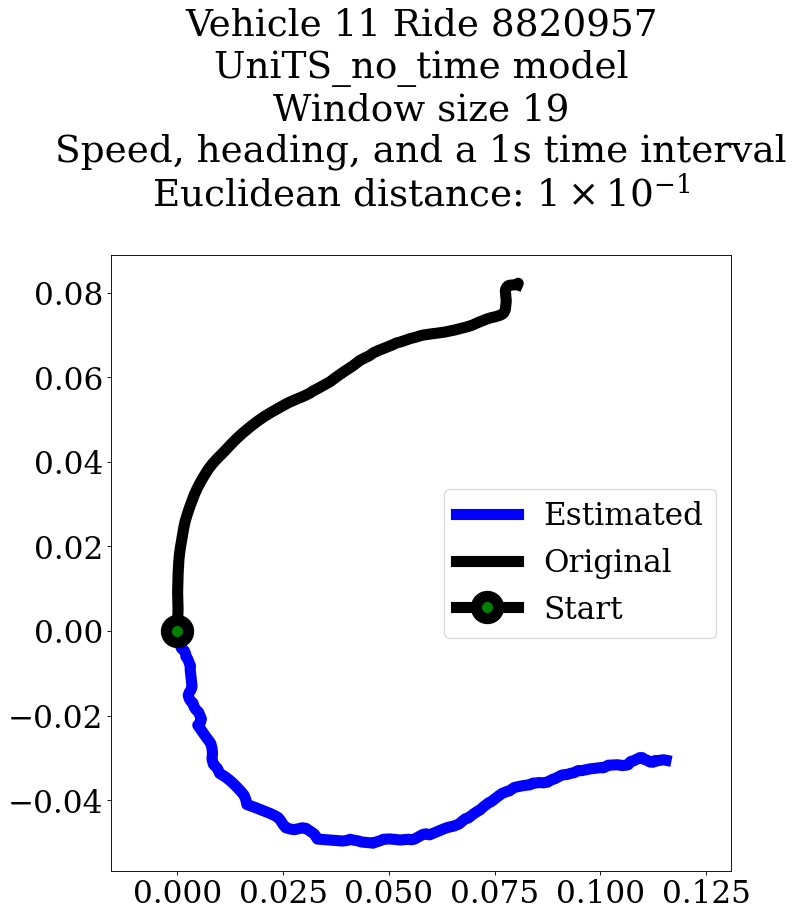 Vehicle 11 Ride 8820957
UniTS_no_time model
Window size 19
Speed, heading, and a 1s time interval
Euclidean distance: 1 × 10⁻¹
0.08
0.06
0.04
0.02
0.00
−0.02
−0.04
Estimated
Original
Start
0.000 0.025 0.050 0.075 0.100 0.125